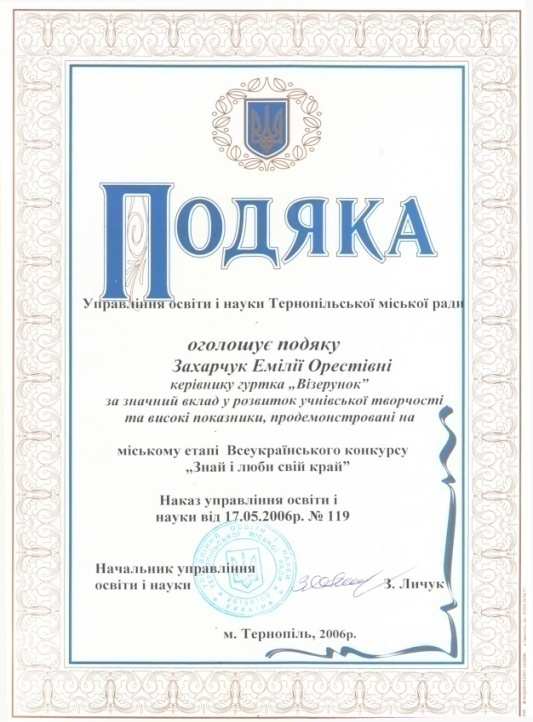 ПОДЯКА
Управління освіти і науки Тернопільської міської ради
оголошує подяку
Захарчук Емілії Орестівні
керівнику гуртка „Візерунок”
за значний вклад у розвиток учнівської творчості
та високі показники, продемонстровані на
міському етапі Всеукраїнського конкурсу
„Знай і люби свій край”
Наказ управління освіти і
науки від 17.05.2006р. № 119
Начальник управління
освіти і науки
З. Личук
м. Тернопіль, 2006р.
УКРАЇНА